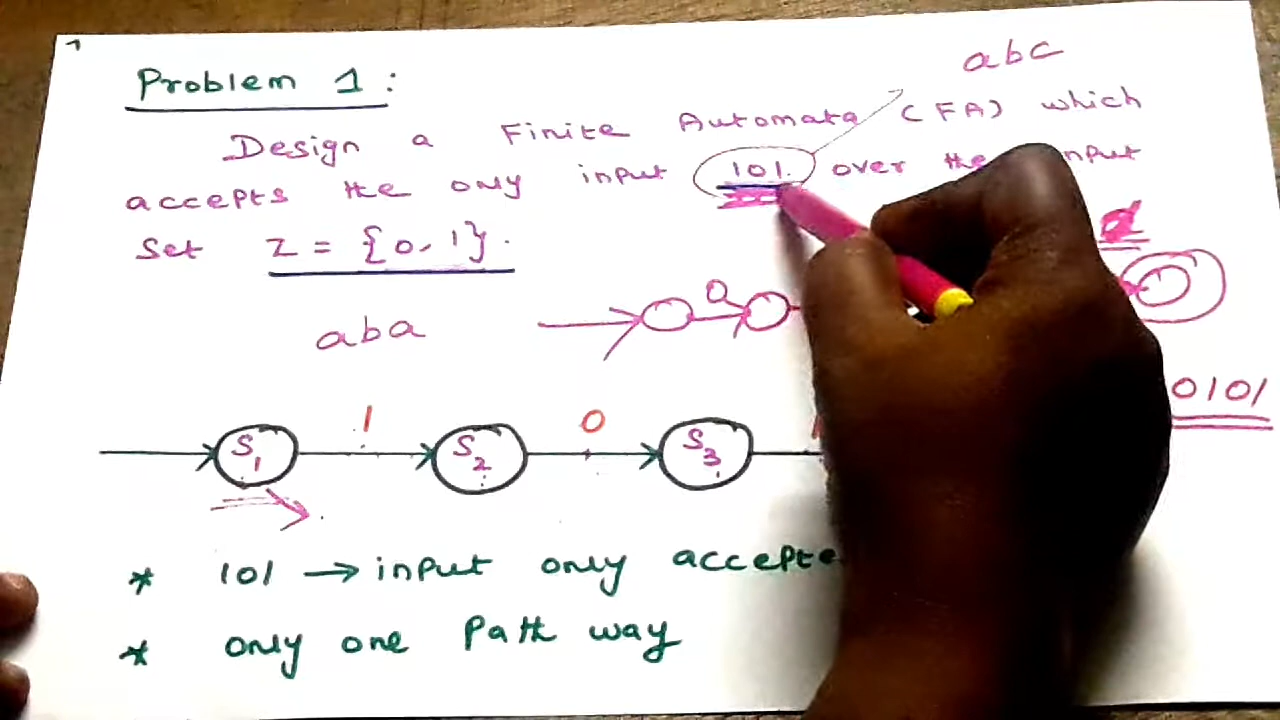 Problem 1 :
abc
Design a Finite Automata (FA) which
accepts the only input 101. over the input
Set Z = {0, 1}.
d
a
aba
0101
1 0
S1 S2 S3
* 101 → input only accepte
* only one Path way